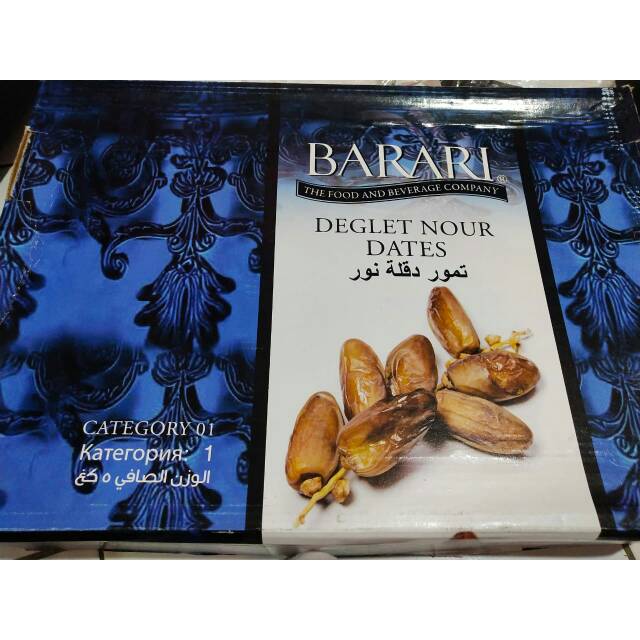 BARARI®
THE FOOD AND BEVERAGE COMPANY
DEGLET NOUR
DATES
تمور دقلة نور
CATEGORY 01
Категория: 1
الوزن الصافي ٥ كغ